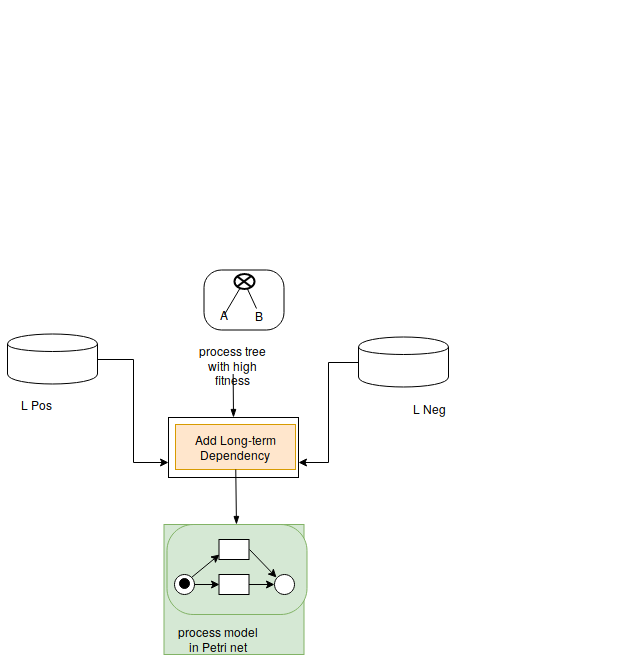 A
B
process tree
with high
fitness
L Pos
L Neg
Add Long-term
Dependency
process model
in Petri net